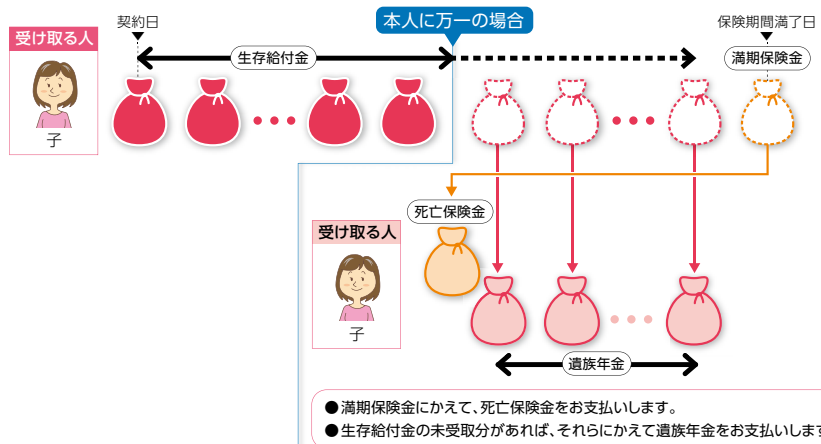 契約日
本人に万一の場合
保険期間満了日
受け取る人
生存給付金
満期保険金
子
死亡保険金
受け取る人
子
遺族年金
●満期保険金にかえて、死亡保険金をお支払いします。
●生存給付金の未受取分があれば、それらにかえて遺族年金をお支払いします